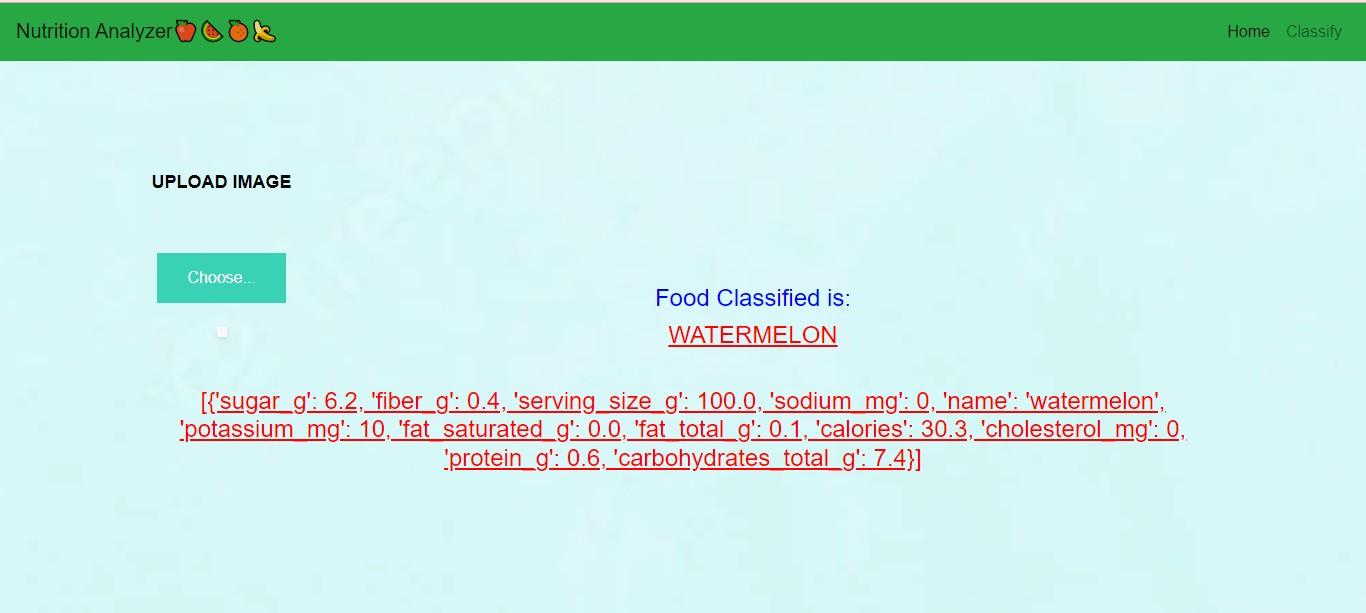 Nutrition Analyzer🍎🍉🍊🍌
Home Classify
UPLOAD IMAGE
Choose...
Food Classified is:
WATERMELON
[{'sugar_g': 6.2, 'fiber_g': 0.4, 'serving_size_g': 100.0, 'sodium_mg': 0, 'name': 'watermelon',
'potassium_mg': 10, 'fat_saturated_g': 0.0, 'fat_total_g': 0.1, 'calories': 30.3, 'cholesterol_mg': 0,
'protein_g': 0.6, 'carbohydrates_total_g': 7.4}]